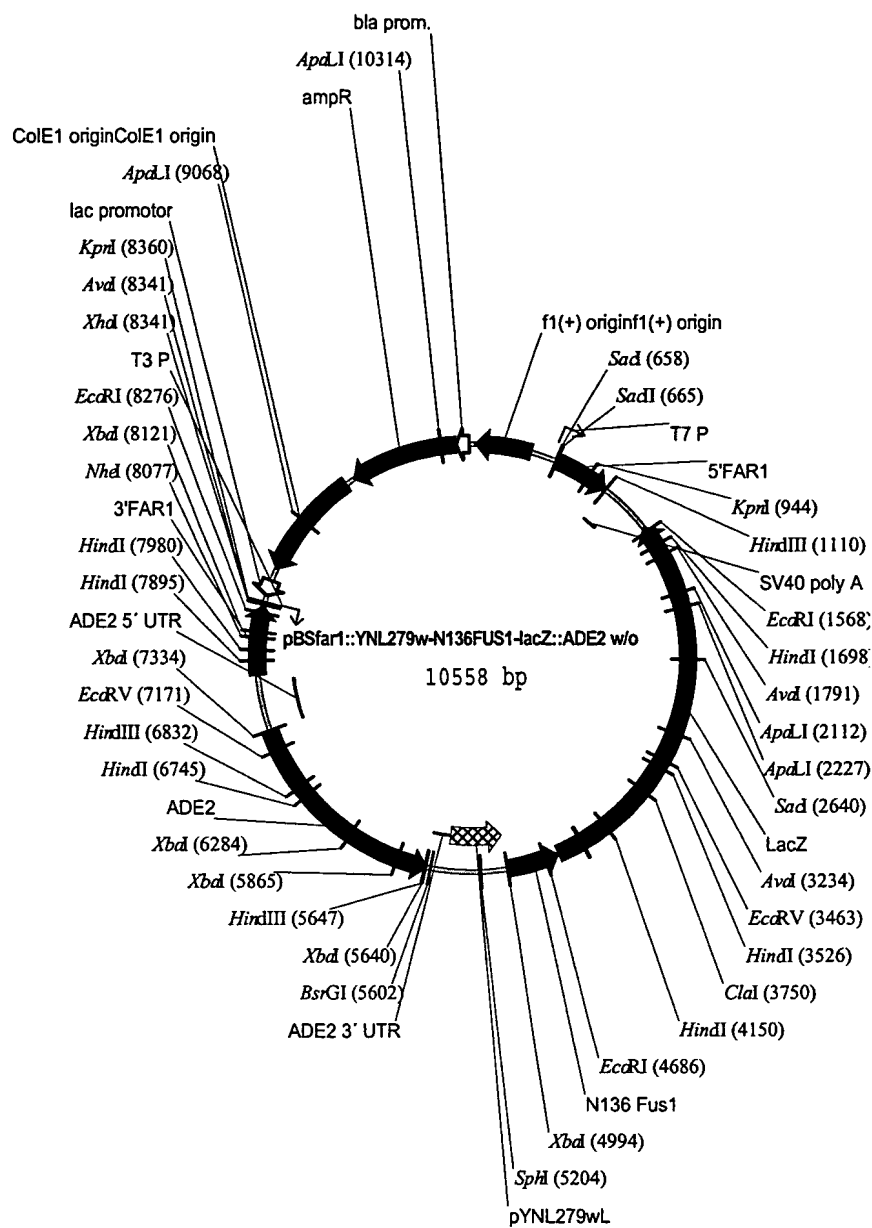 bla prom.
ApaLI (10314)
ampR
ColE1 originColE1 origin
ApaLI (9068)
lac promotor
KpnI (8360)
AvaI (8341)
XhoI (8341)
T3 P
EcoRI (8276)
XbaI (8121)
NheI (8077)
3'FAR1
HindI (7980)
HindI (7895)
ADE2 5´ UTR
XbaI (7334)
EcoRV (7171)
HindIII (6832)
HindI (6745)
ADE2
XbaI (6284)
XbaI (5865)
HindIII (5647)
XbaI (5640)
BsrGI (5602)
ADE2 3´ UTR
f1(+) originf1(+) origin
SacI (658)
SacII (665)
T7 P
5'FAR1
KpnI (944)
HindIII (1110)
SV40 poly A
EcoRI (1568)
HindI (1698)
AvaI (1791)
ApaLI (2112)
ApaLI (2227)
SacI (2640)
LacZ
AvaI (3234)
EcoRV (3463)
HindI (3526)
ClaI (3750)
HindI (4150)
EcoRI (4686)
N136 Fus1
XbaI (4994)
SphI (5204)
pYNL279wL
pBSfar1::YNL279w-N136FUS1-lacZ::ADE2 w/o
10558 bp